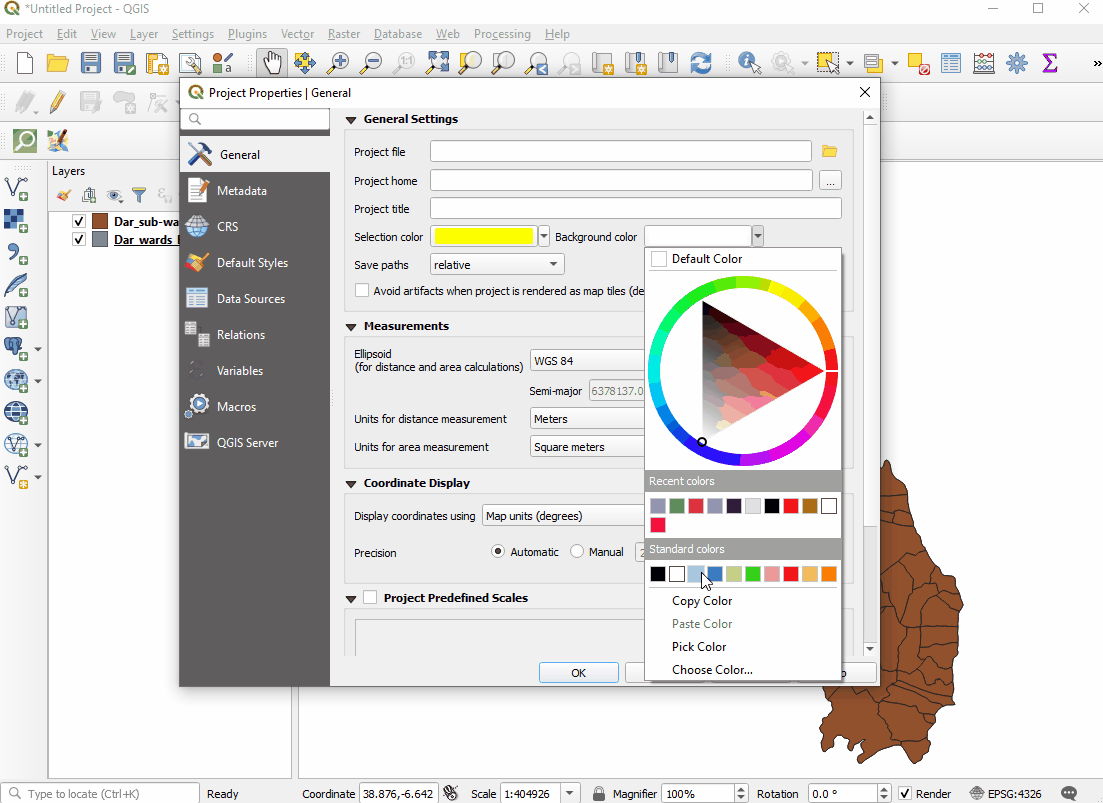 *Untitled Project - QGIS
Project Edit View Layer Settings Plugins Vector Raster Database Web Processing Help
1:1
Project Properties | General
General
Metadata
CRS
Default Styles
Data Sources
Relations
Variables
Macros
QGIS Server
Layers
Dar_sub-wa
Dar_wards_
General Settings
Project file
Project home
...
Project title
Selection color
Background color
Save paths
relative
Avoid artifacts when project is rendered as map tiles (de
Measurements
Ellipsoid
(for distance and area calculations)
WGS 84
Semi-major
6378137.0
Units for distance measurement
Meters
Units for area measurement
Square meters
Coordinate Display
Display coordinates using
Map units (degrees)
Precision
Automatic
Manual
2
Project Predefined Scales
OK
Default Color
Recent colors
Standard colors
Copy Color
Paste Color
Pick Color
Choose Color...
Type to locate (Ctrl+K)
Ready
Coordinate 38.876,-6.642
Scale 1:404926
Magnifier 100%
Rotation 0.0 °
Render
EPSG:4326